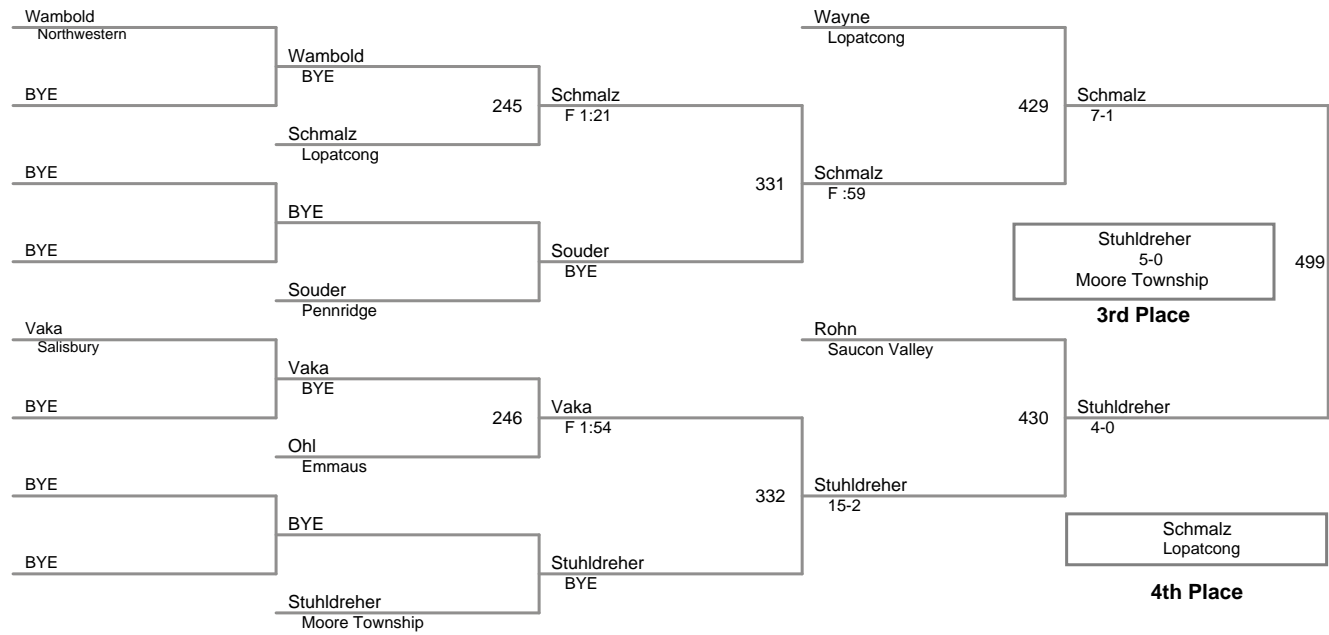 Wambold
Northwestern
BYE
BYE
BYE
Vaka
Salisbury
BYE
BYE
BYE
Wambold
BYE
Schmalz
Lopatcong
BYE
Souder
Pennridge
Vaka
BYE
Ohl
Emmaus
BYE
Stuhldreher
Moore Township
245
246
Schmalz
F 1:21
Souder
BYE
Vaka
F 1:54
Stuhldreher
BYE
331
332
Wayne
Lopatcong
Schmalz
F :59
Rohn
Saucon Valley
Stuhldreher
15-2
429
430
Schmalz
7-1
Stuhldreher
4-0
499
Stuhldreher
5-0
Moore Township
3rd Place
Schmalz
Lopatcong
4th Place